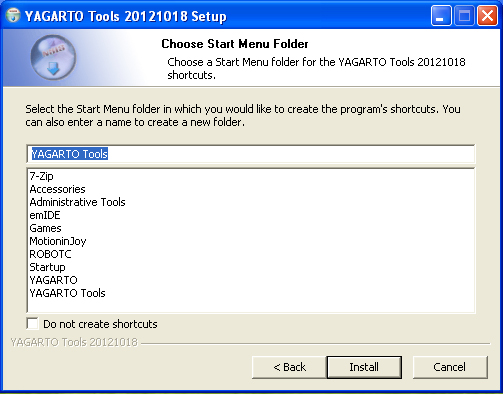 YAGARTO Tools 20121018 Setup
Choose Start Menu Folder
Choose a Start Menu folder for the YAGARTO Tools 20121018
shortcuts.
Select the Start Menu folder in which you would like to create the program's shortcuts. You
can also enter a name to create a new folder.
YAGARTO Tools
7-Zip
Accessories
Administrative Tools
emIDE
Games
MotioninJoy
ROBOTC
Startup
YAGARTO
YAGARTO Tools
Do not create shortcuts
YAGARTO Tools 20121018
< Back Install Cancel